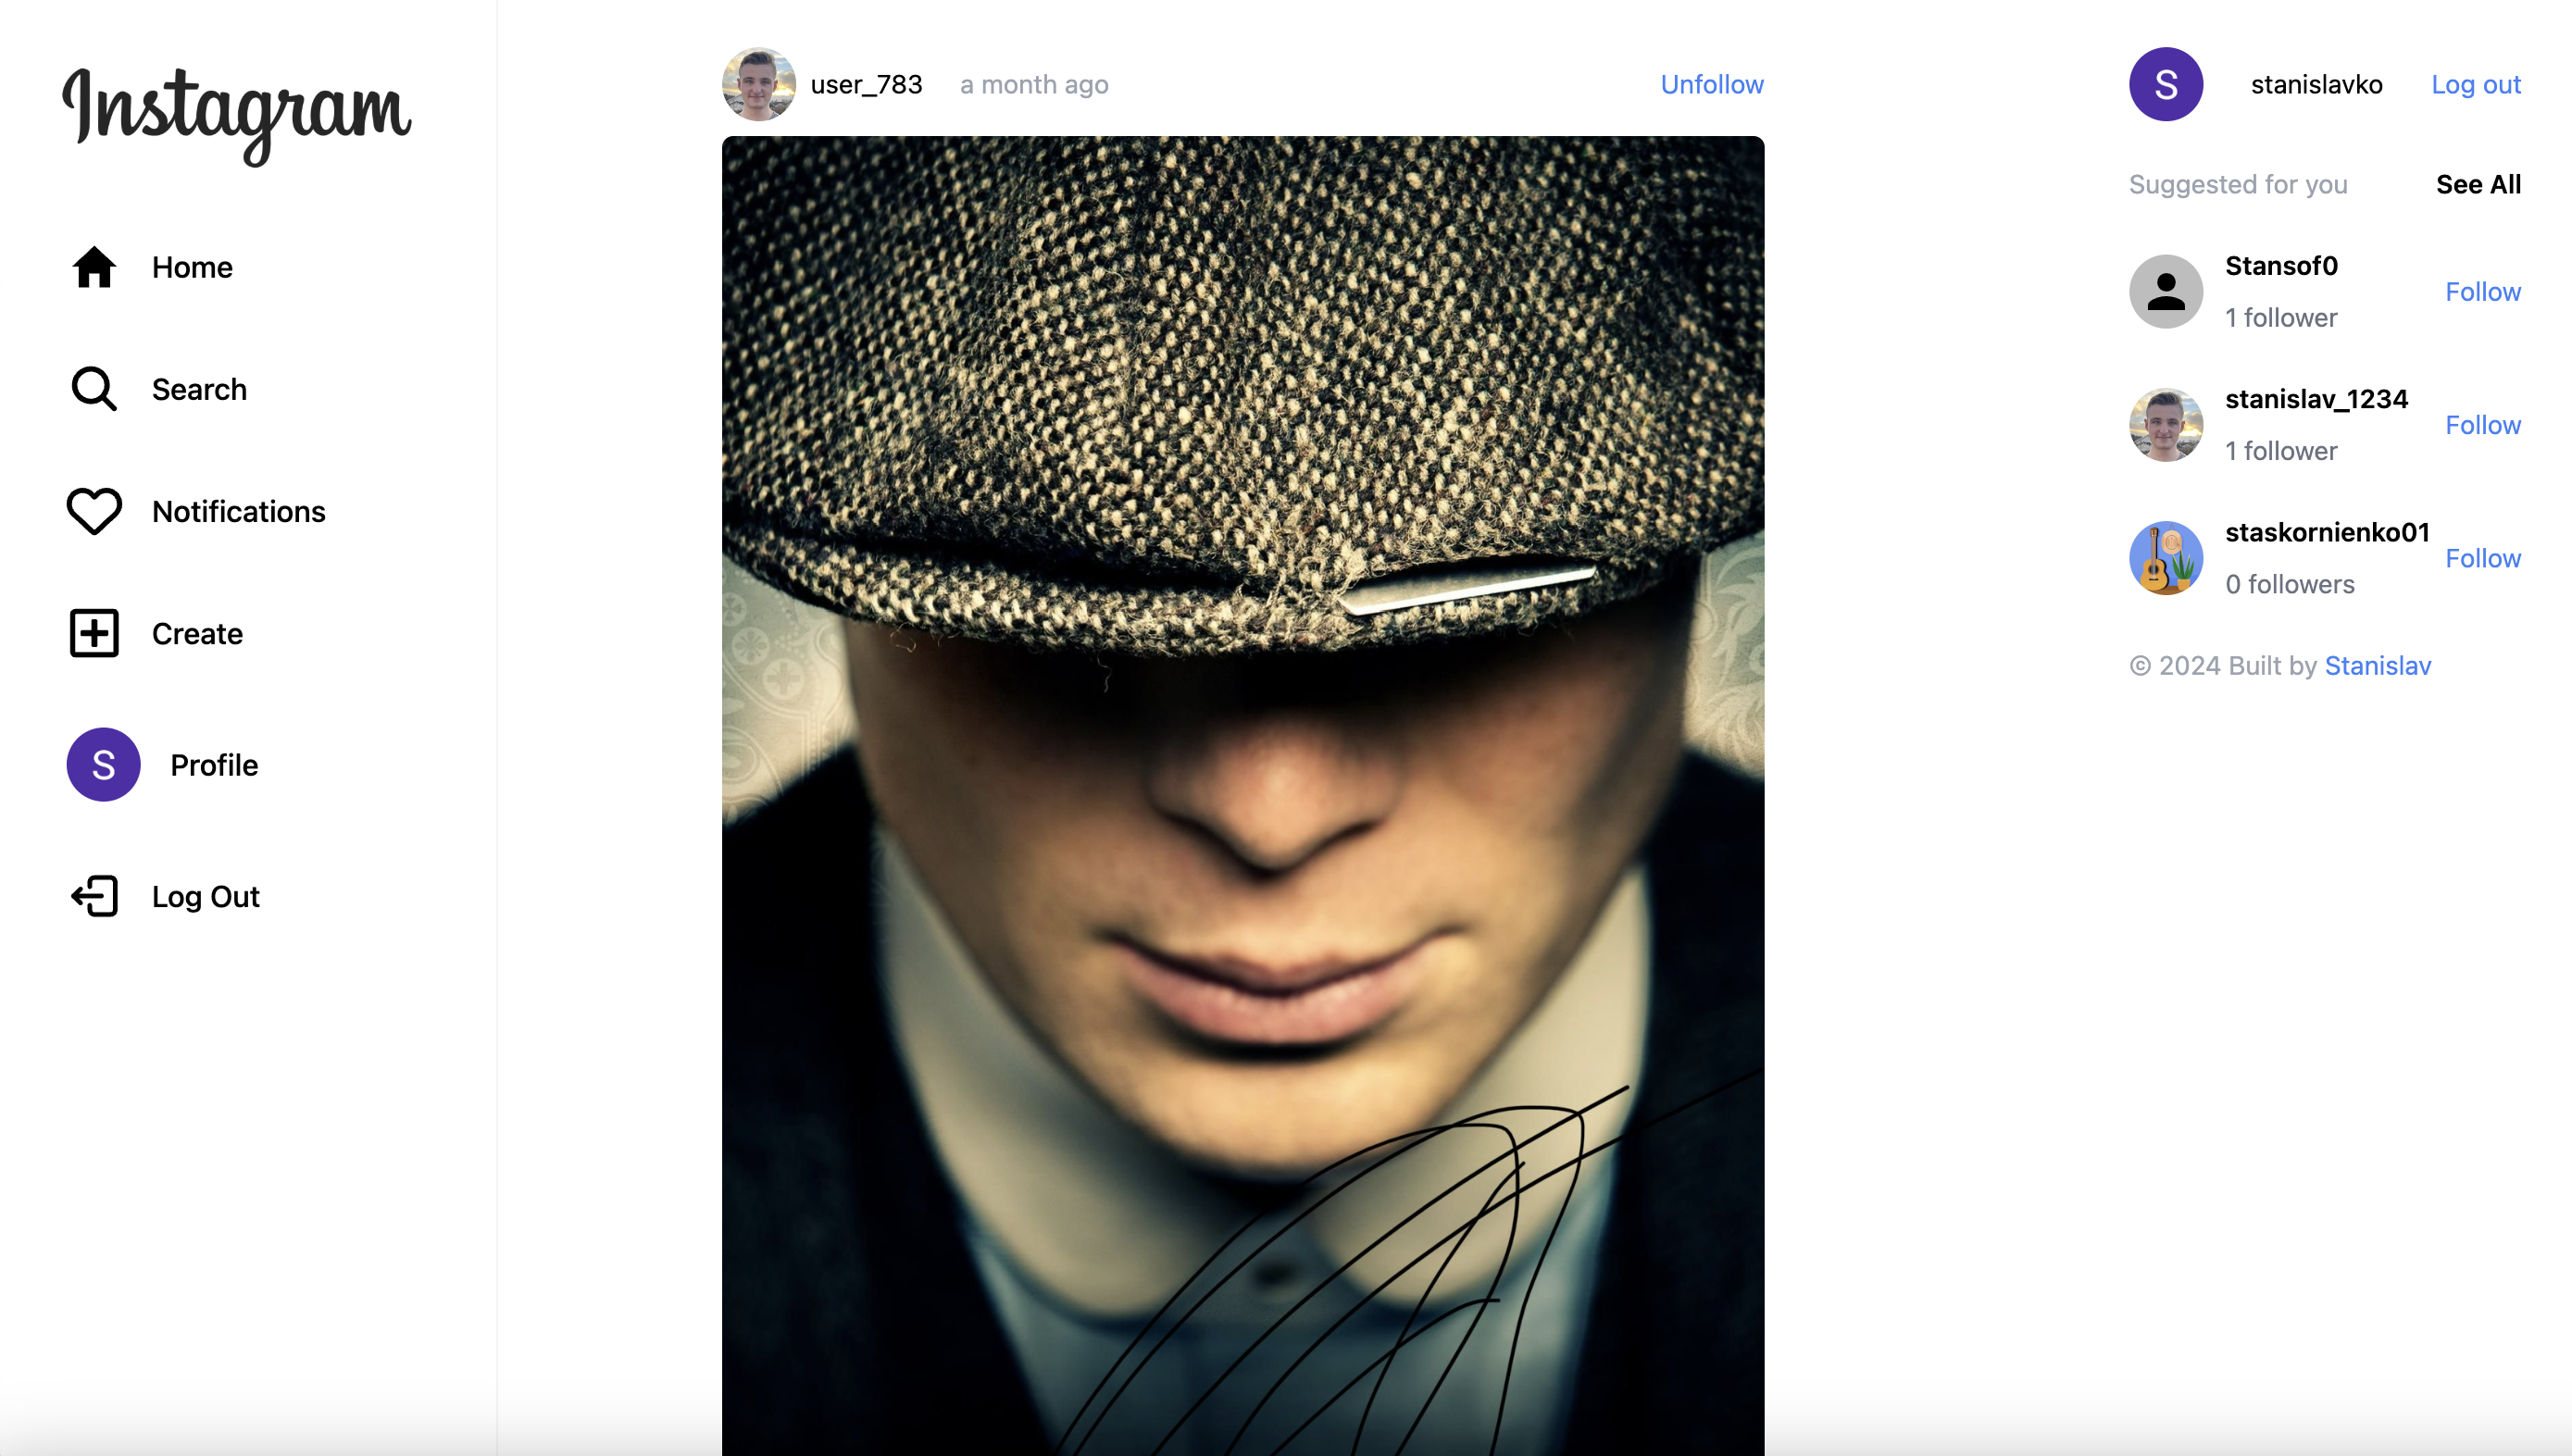 Instagram
Home
Search
Notifications
Create
S Profile
Log Out
user_783 a month ago Unfollow
S stanislavko Log out
Suggested for you See All
Stansof0
1 follower
Follow
stanislav_1234
1 follower
Follow
staskornienko01
0 followers
Follow
© 2024 Built by Stanislav